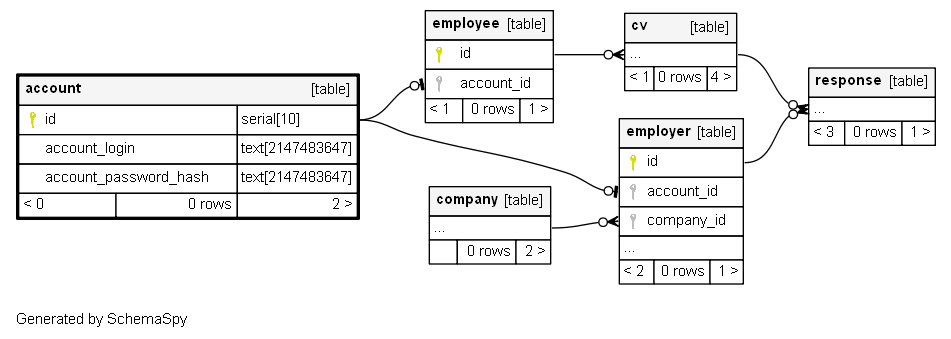 account [table]
id serial[10]
account_login text[2147483647]
account_password_hash text[2147483647]
< 0 0 rows 2 >
employee [table]
id
account_id
< 1 0 rows 1 >
cv [table]
...
< 1 0 rows 4 >
response [table]
...
< 3 0 rows 1 >
employer [table]
id
account_id
company_id
...
< 2 0 rows 1 >
company [table]
...
0 rows 2 >
Generated by SchemaSpy